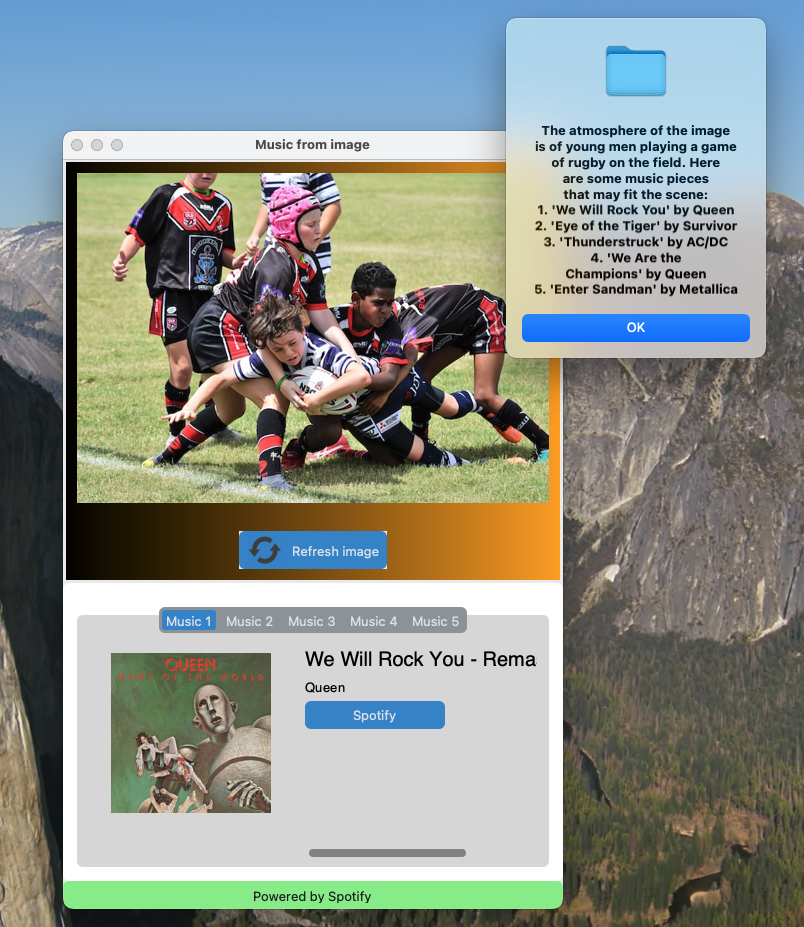 The atmosphere of the image
is of young men playing a game
of rugby on the field. Here
are some music pieces
that may fit the scene:
1. 'We Will Rock You' by Queen
2. 'Eye of the Tiger' by Survivor
3. 'Thunderstruck' by AC/DC
4. 'We Are the
Champions' by Queen
5. 'Enter Sandman' by Metallica
OK
Music from image
Refresh image
Music 1 Music 2 Music 3 Music 4 Music 5
QUEEN
NEWS OF THE WORLD
We Will Rock You - Rema
Queen
Spotify
Powered by Spotify